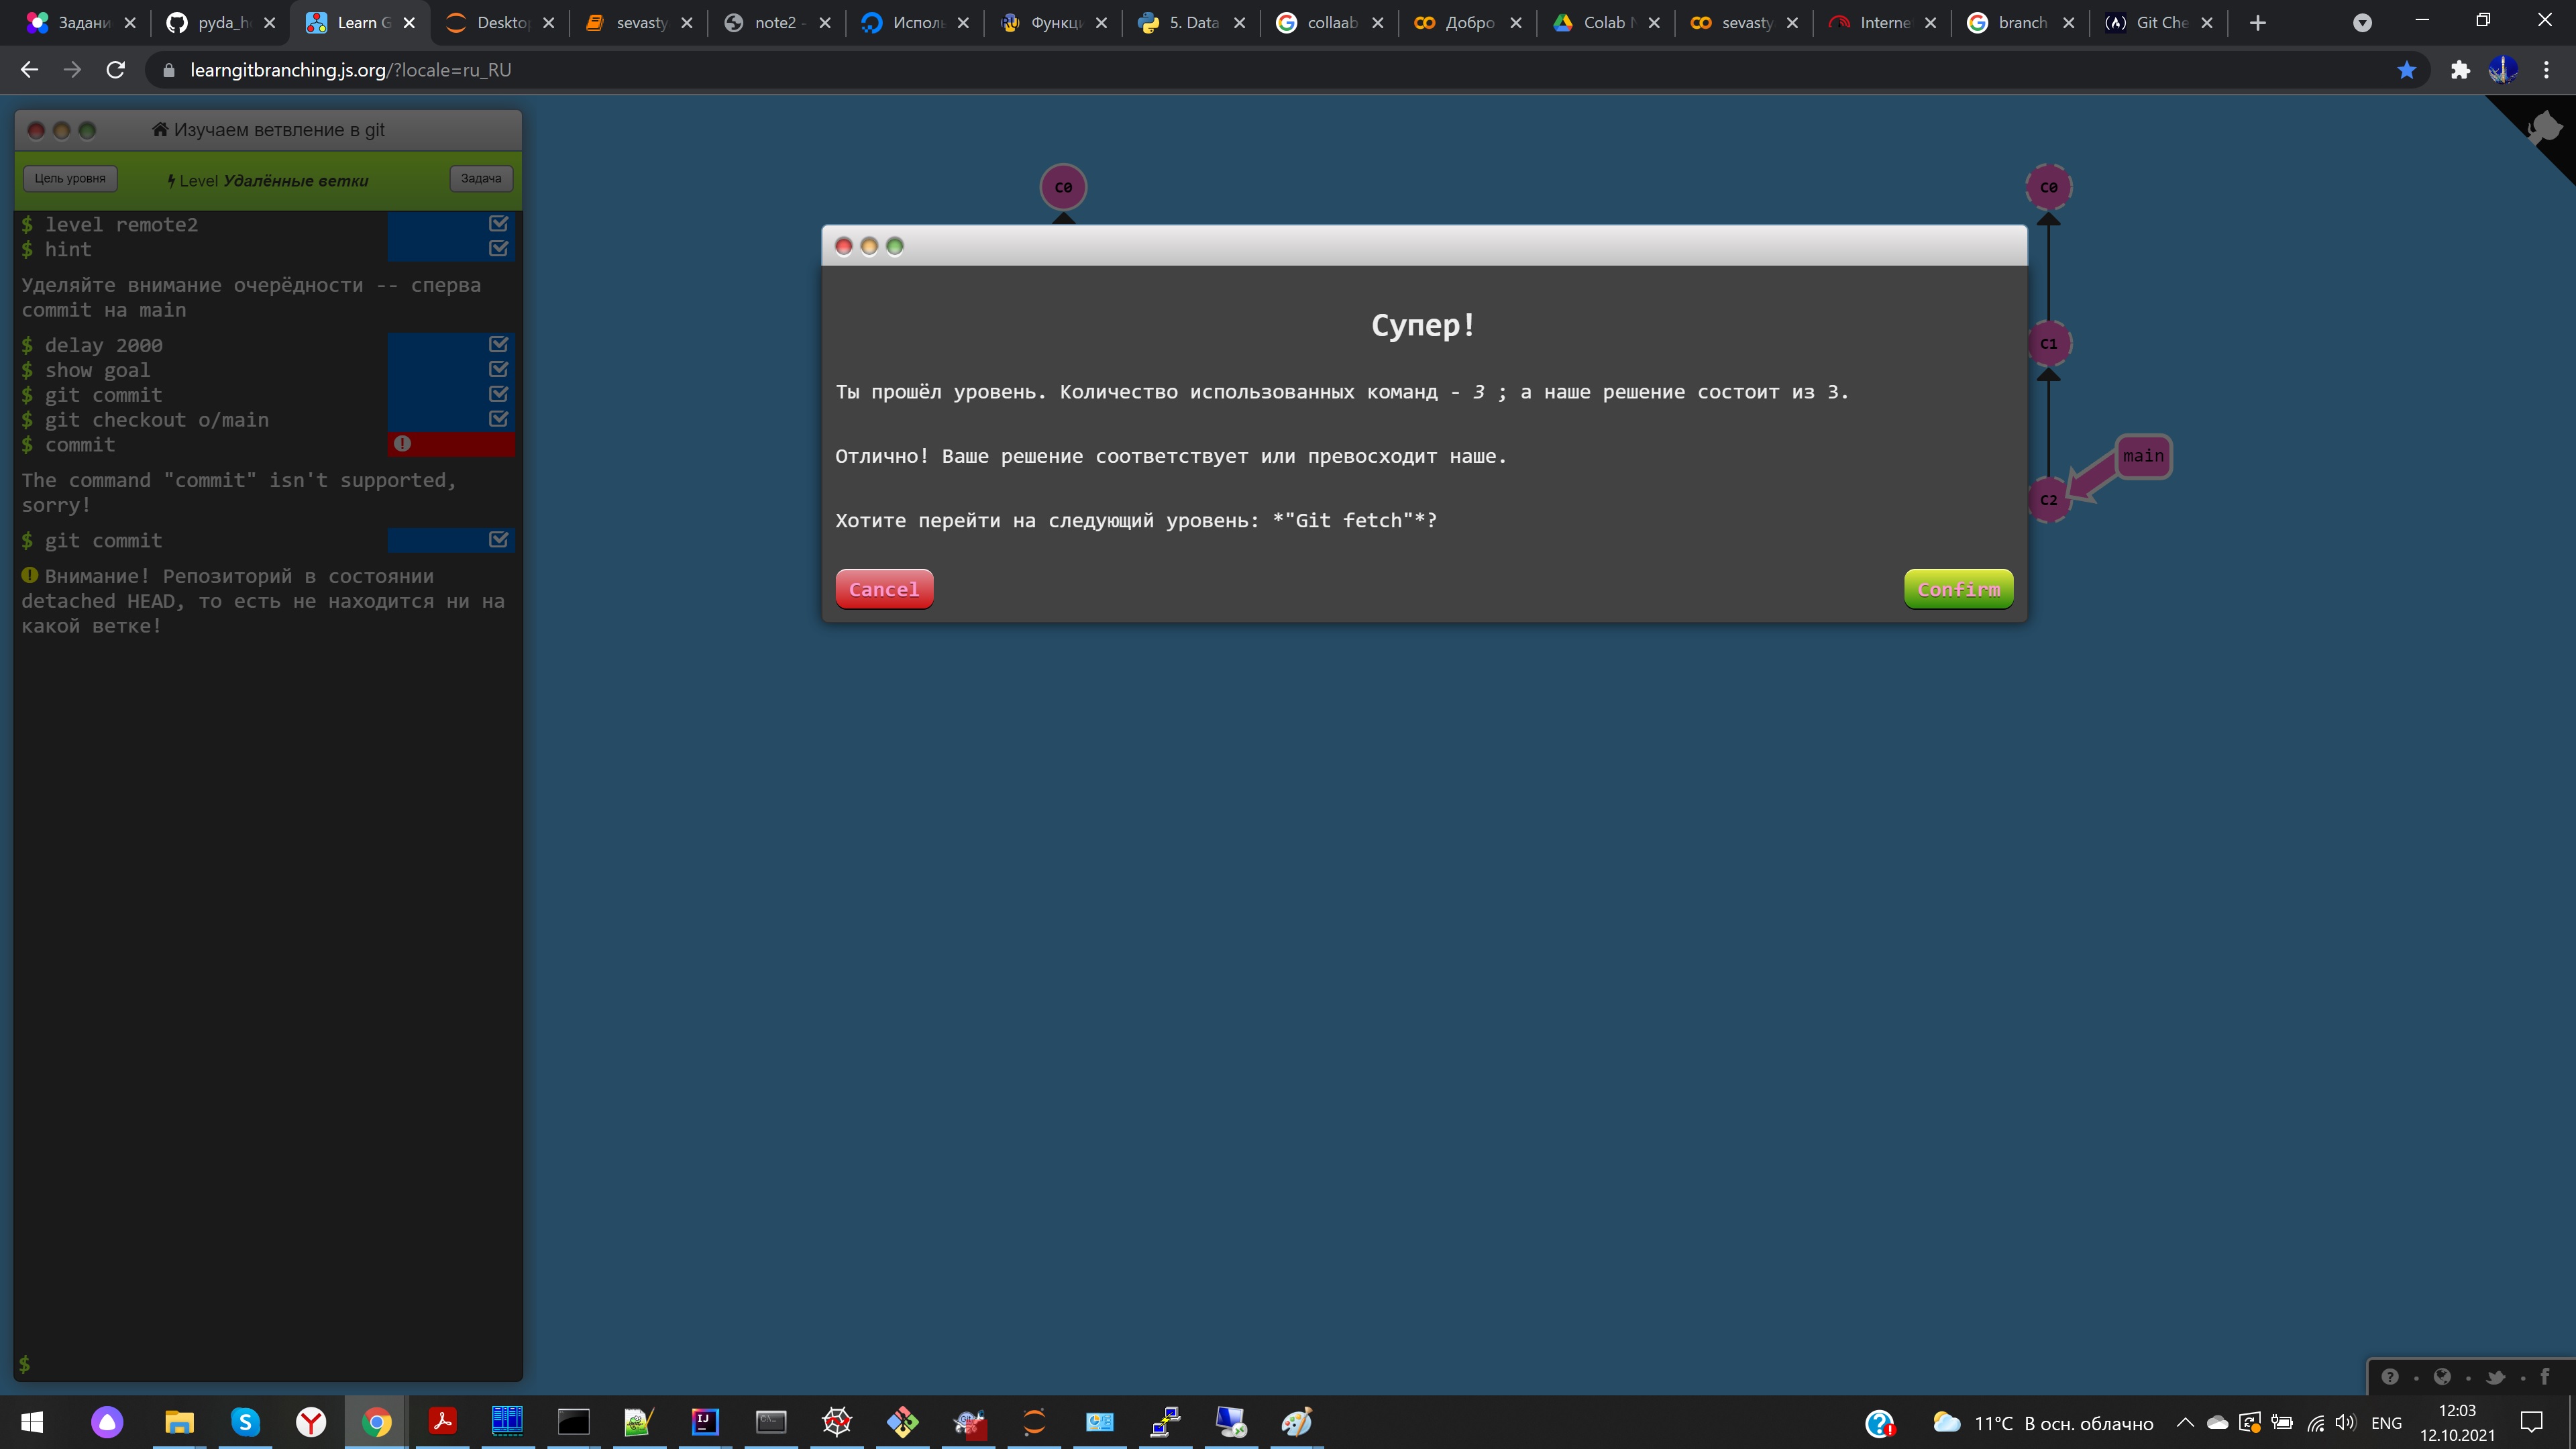 Задани
pyda_h
Learn G
Deskto
sevasty
note2 -
Исполь
Функц
5. Data
collaab
Добро
Colab N
sevasty
Interne
branch
Git Che
learngitbranching.js.org/?locale=ru_RU
Изучаем ветвление в git
Цель уровня
Level Удалённые ветки
Задача
$ level remote2
$ hint
Уделяйте внимание очерёдности -- сперва
commit на main
$ delay 2000
$ show goal
$ git commit
$ git checkout o/main
$ commit
The command "commit" isn't supported,
sorry!
$ git commit
Внимание! Репозиторий в состоянии
detached HEAD, то есть не находится ни на
какой ветке!
$
C0
Супер!
Ты прошёл уровень. Количество использованных команд - 3 ; а наше решение состоит из 3.
Отлично! Ваше решение соответствует или превосходит наше.
Хотите перейти на следующий уровень: *"Git fetch"*?
Cancel
Confirm
C0
C1
main
C2
11°C В осн. облачно
ENG
12:03
12.10.2021